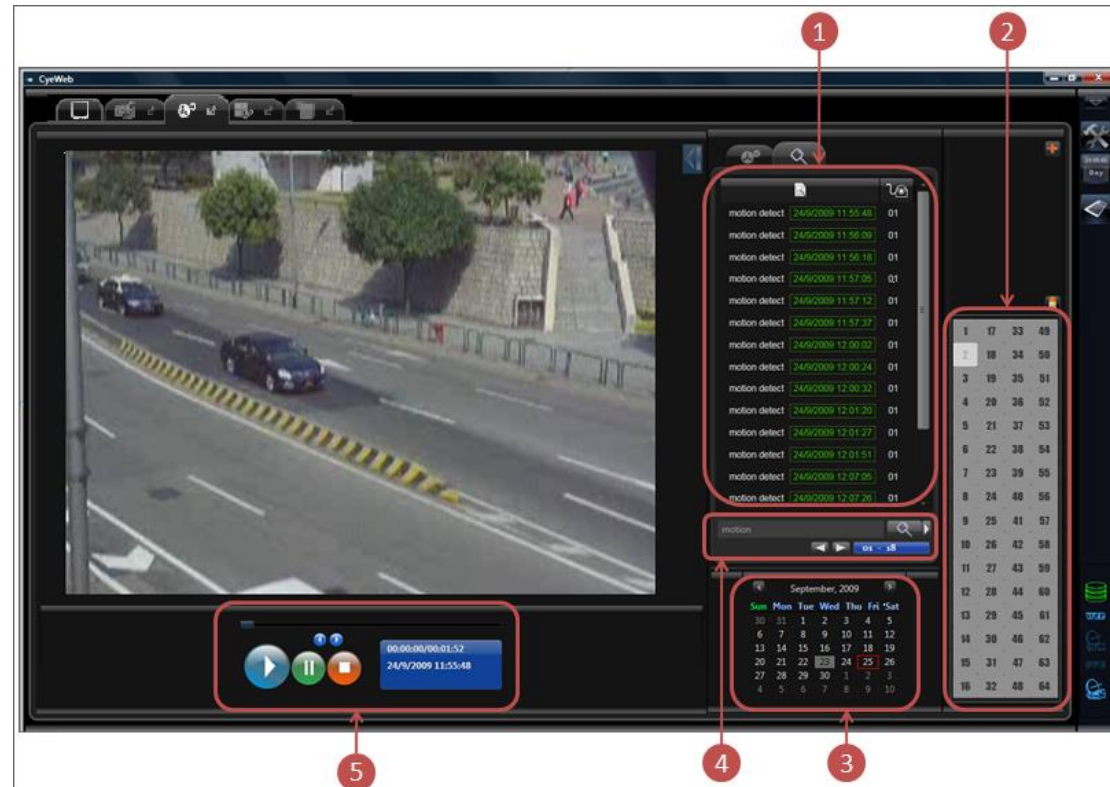 1
2
CyeWeb
Day
motion detect 24/9/2009 11:55:48 01
motion detect 24/9/2009 11:56:09 01
motion detect 24/9/2009 11:56:18 01
motion detect 24/9/2009 11:57:05 01
motion detect 24/9/2009 11:57:12 01
motion detect 24/9/2009 11:57:37 01
motion detect 24/9/2009 12:00:02 01
motion detect 24/9/2009 12:00:24 01
motion detect 24/9/2009 12:00:32 01
motion detect 24/9/2009 12:01:20 01
motion detect 24/9/2009 12:01:27 01
motion detect 24/9/2009 12:01:51 01
motion detect 24/9/2009 12:07:05 01
motion detect 24/9/2009 12:07:26 01
motion
01 - 18
1 17 33 49
2 18 34 50
3 19 35 51
4 20 36 52
5 21 37 53
6 22 38 54
7 23 39 55
8 24 40 56
9 25 41 57
10 26 42 58
11 27 43 59
12 28 44 60
13 29 45 61
14 30 46 62
15 31 47 63
16 32 48 64
September, 2009
Sun Mon Tue Wed Thu Fri Sat
30 31 1 2 3 4 5
6 7 8 9 10 11 12
13 14 15 16 17 18 19
20 21 22 23 24 25 26
27 28 29 30 1 2 3
4 5 6 7 8 9 10
00:00:00/00:01:52
24/9/2009 11:55:48
5
4
3